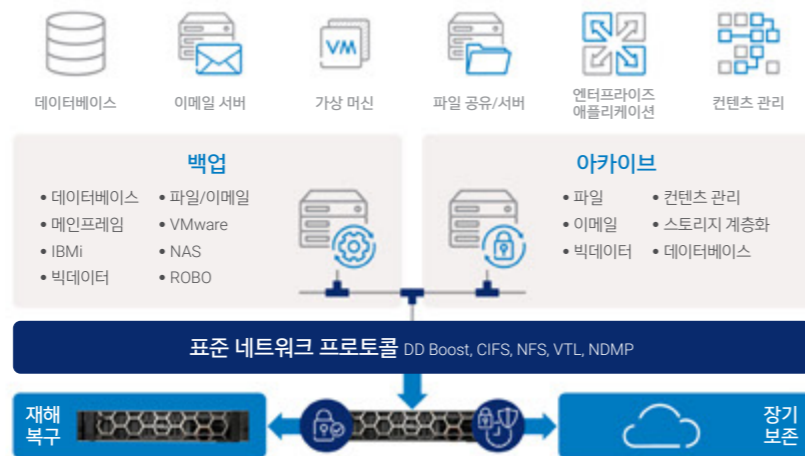 VM
데이터베이스
이메일 서버
가상 머신
파일 공유/서버
엔터프라이즈
애플리케이션
컨텐츠 관리
백업
• 데이터베이스
• 메인프레임
• IBMi
• 빅데이터
• 파일/이메일
• VMware
• NAS
• ROBO
아카이브
• 파일
• 이메일
• 빅데이터
• 컨텐츠 관리
• 스토리지 계층화
• 데이터베이스
표준 네트워크 프로토콜 DD Boost, CIFS, NFS, VTL, NDMP
재해
복구
장기
보존